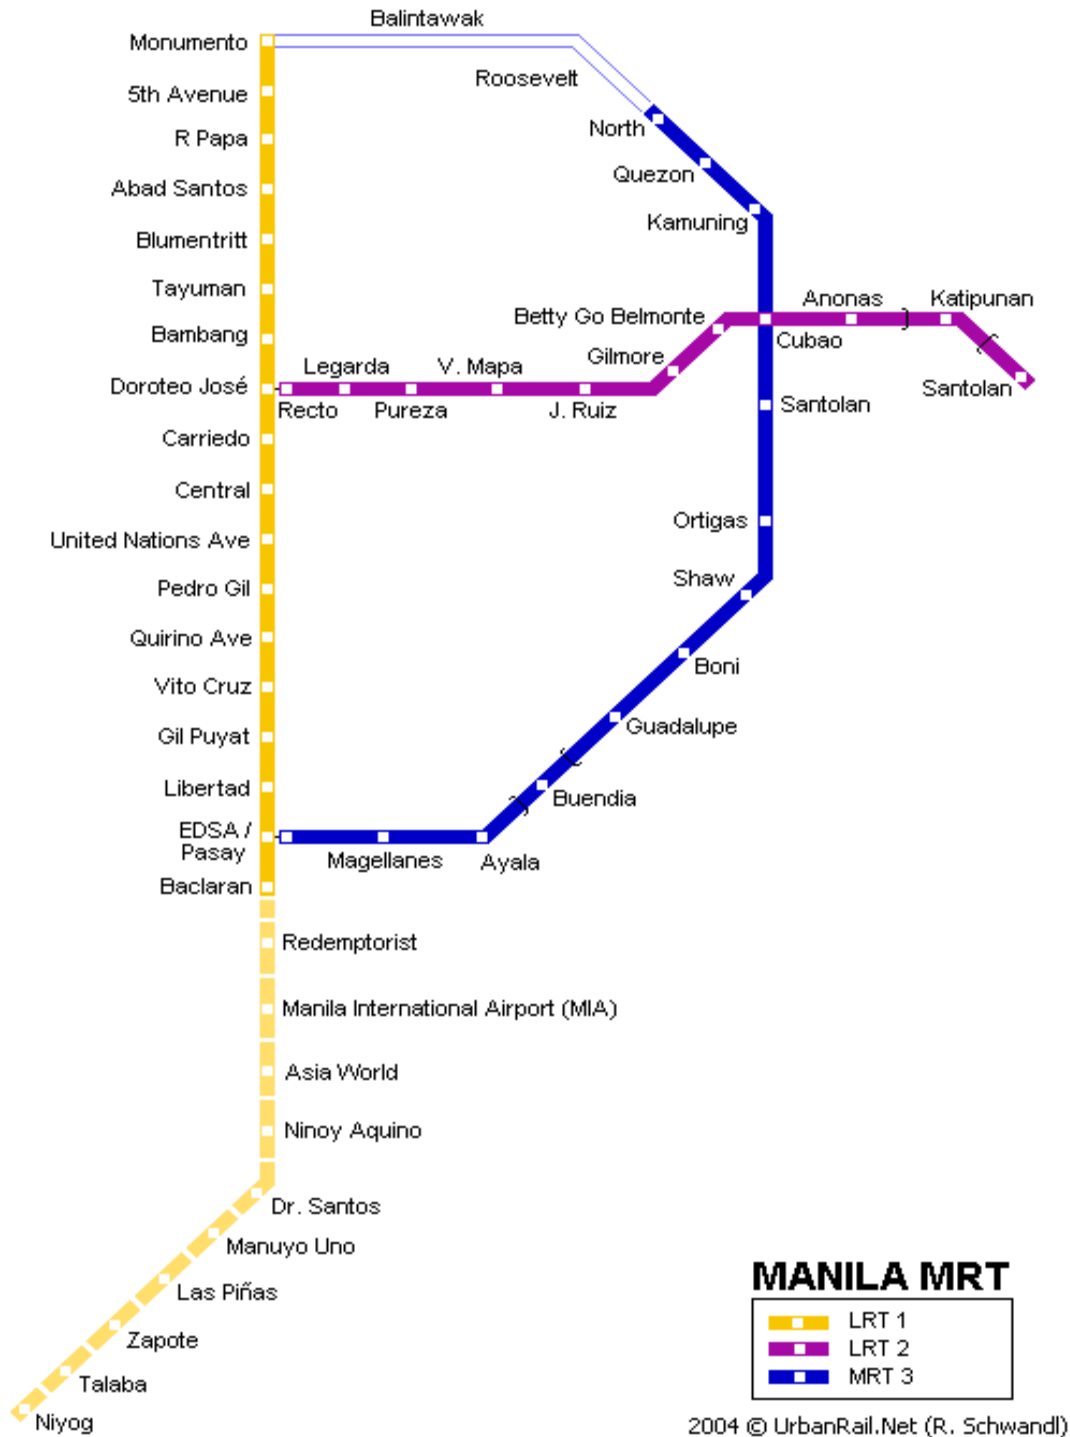 Balintawak
Monumento
Roosevelt
5th Avenue
North
R Papa
Quezon
Abad Santos
Kamuning
Blumentritt
Tayuman
Anonas
Katipunan
Betty Go Belmonte
Bambang
Cubao
Gilmore
Legarda
V. Mapa
Doroteo José
Santolan
Recto
Pureza
J. Ruiz
Santolan
Carriedo
Central
Ortigas
United Nations Ave
Shaw
Pedro Gil
Quirino Ave
Boni
Vito Cruz
Guadalupe
Gil Puyat
Libertad
Buendia
EDSA /
Pasay
Magellanes
Ayala
Baclaran
Redemptorist
Manila International Airport (MIA)
Asia World
Ninoy Aquino
Dr. Santos
Manuyo Uno
Las Piñas
Zapote
Talaba
Niyog
MANILA MRT
LRT 1
LRT 2
MRT 3
2004 © UrbanRail.Net (R. Schwandl)